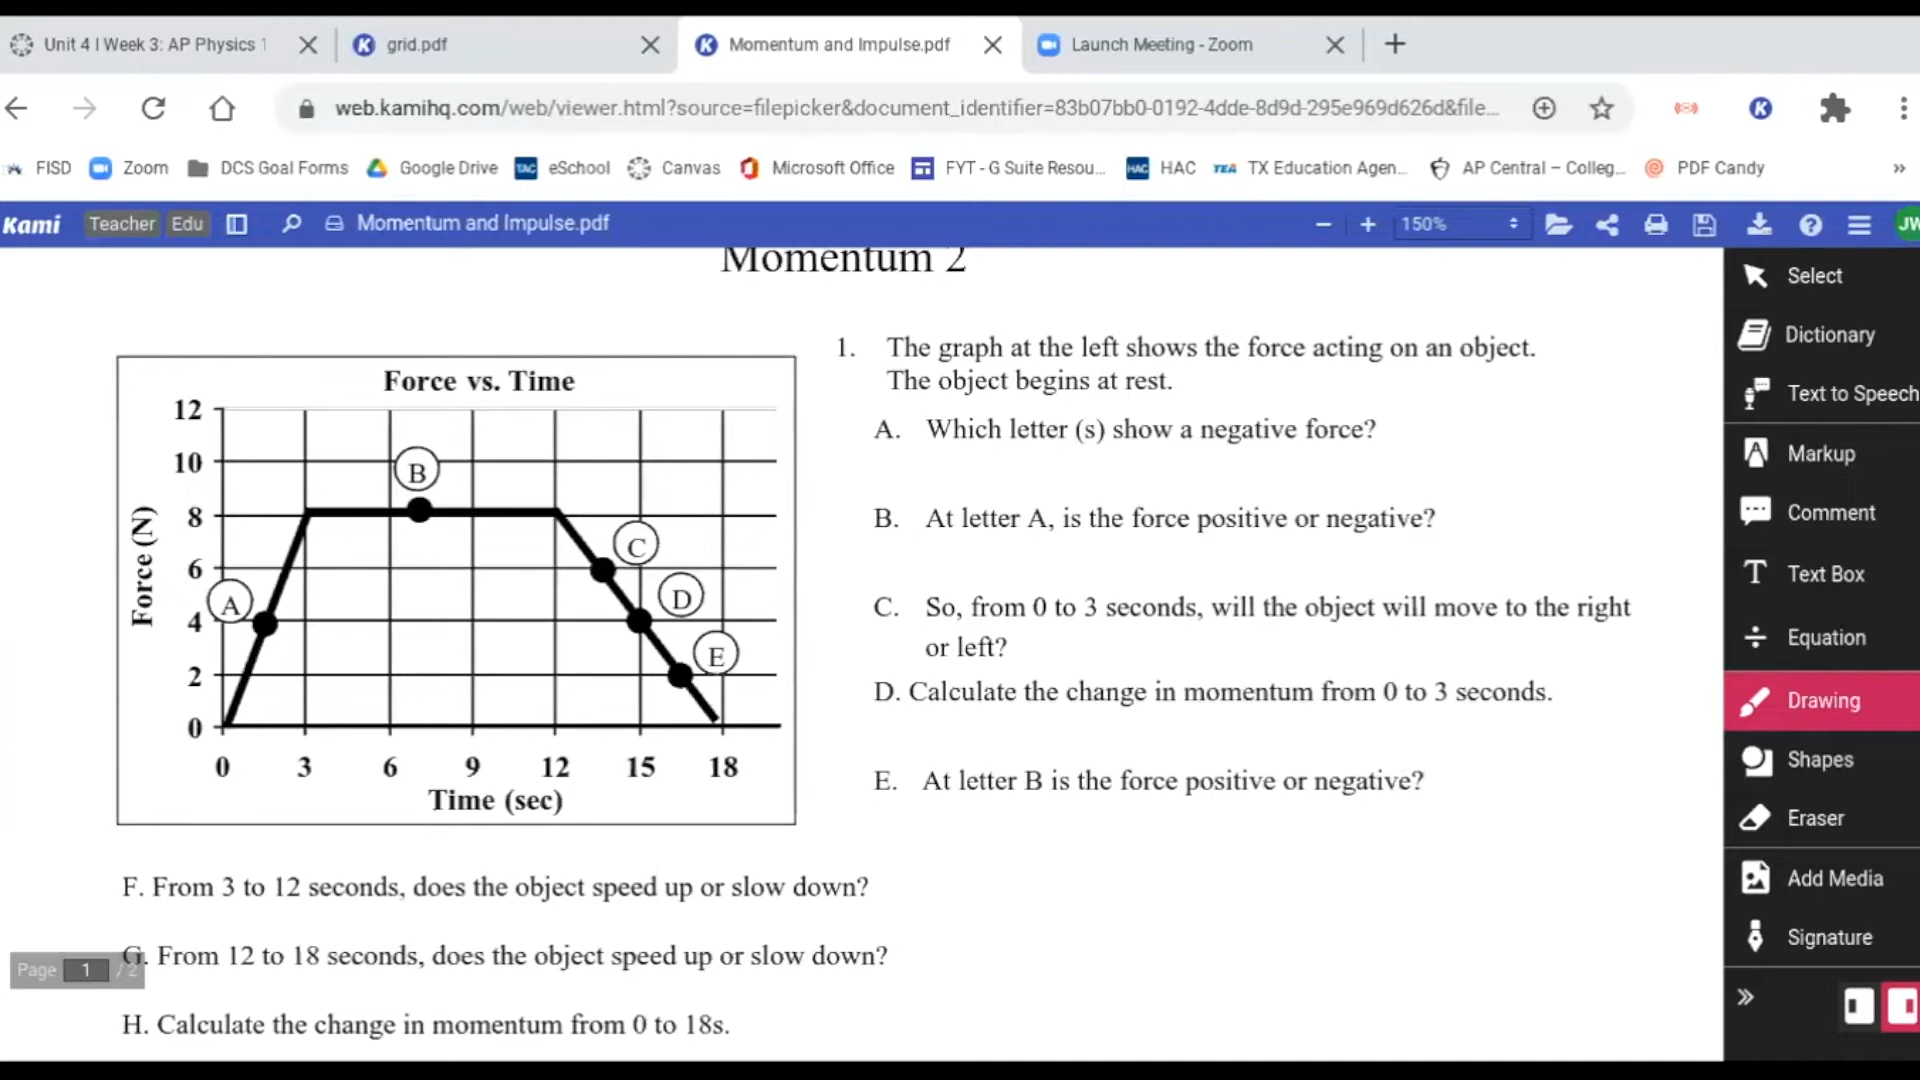 Unit 4 | Week 3: AP Physics 1
grid.pdf
Momentum and Impulse.pdf
Launch Meeting - Zoom
web.kamihq.com/web/viewer.html?source=filepicker&document_identifier=83b07bb0-0192-4dde-8d9d-295e969d626d&file...
FISD
Zoom
DCS Goal Forms
Google Drive
TAC
eSchool
Canvas
Microsoft Office
FYT - G Suite Resou...
HAC
HAC
TEA
TX Education Agen...
AP Central – Colleg...
PDF Candy
»
Kami
Teacher
Edu
Momentum and Impulse.pdf
150%
JW
Momentum 2
Force vs. Time
12
10
8
6
4
2
0
Force (N)
A
B
C
D
E
0 3 6 9 12 15 18
Time (sec)
1. The graph at the left shows the force acting on an object.
The object begins at rest.
A. Which letter (s) show a negative force?
B. At letter A, is the force positive or negative?
C. So, from 0 to 3 seconds, will the object will move to the right
or left?
D. Calculate the change in momentum from 0 to 3 seconds.
E. At letter B is the force positive or negative?
F. From 3 to 12 seconds, does the object speed up or slow down?
G. From 12 to 18 seconds, does the object speed up or slow down?
H. Calculate the change in momentum from 0 to 18s.
Page 1 / 2
Select
Dictionary
Text to Speech
Markup
Comment
Text Box
Equation
Drawing
Shapes
Eraser
Add Media
Signature